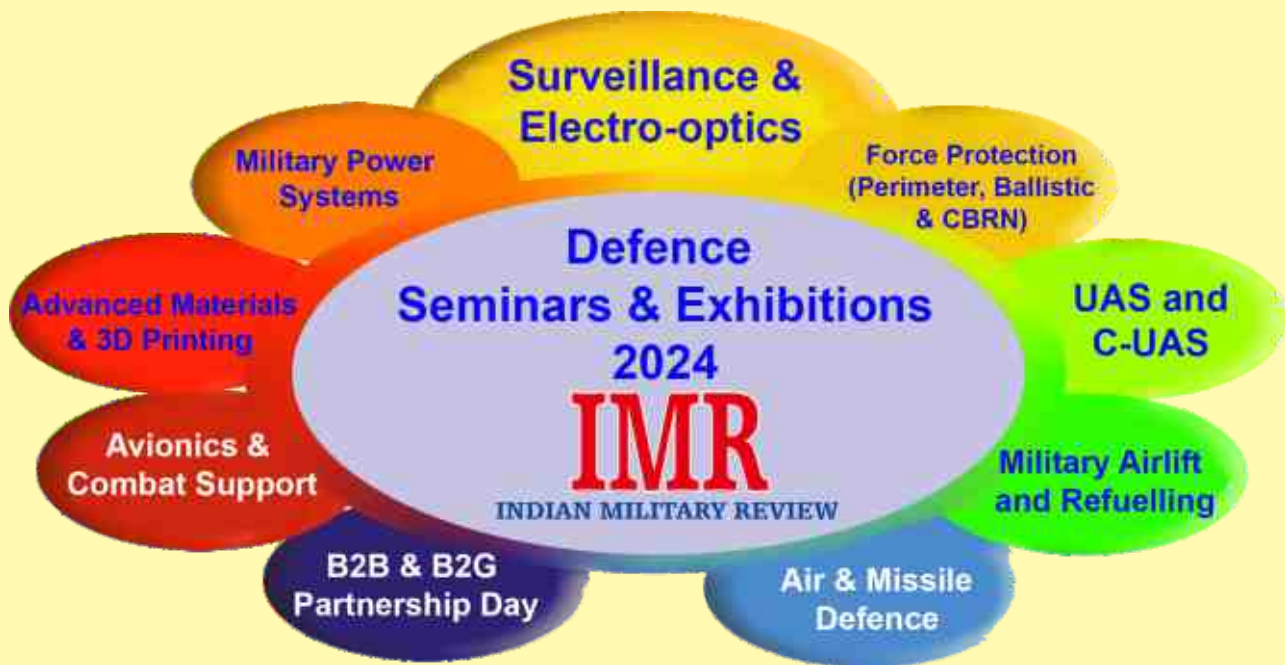 Surveillance &
Electro-optics
Military Power
Systems
Force Protection
(Perimeter, Ballistic
& CBRN)
Defence
Seminars & Exhibitions
2024
IMR
INDIAN MILITARY REVIEW
Advanced Materials
& 3D Printing
UAS and
C-UAS
Avionics &
Combat Support
Military Airlift
and Refuelling
B2B & B2G
Partnership Day
Air & Missile
Defence